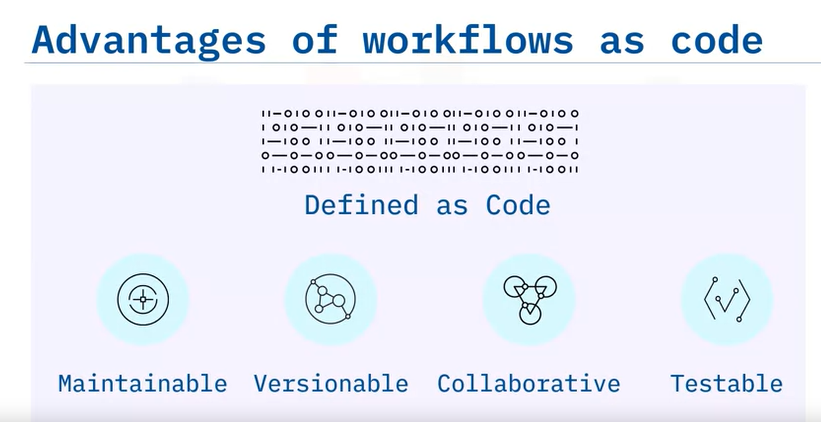 Advantages of workflows as code
Defined as Code
Maintainable Versionable Collaborative Testable